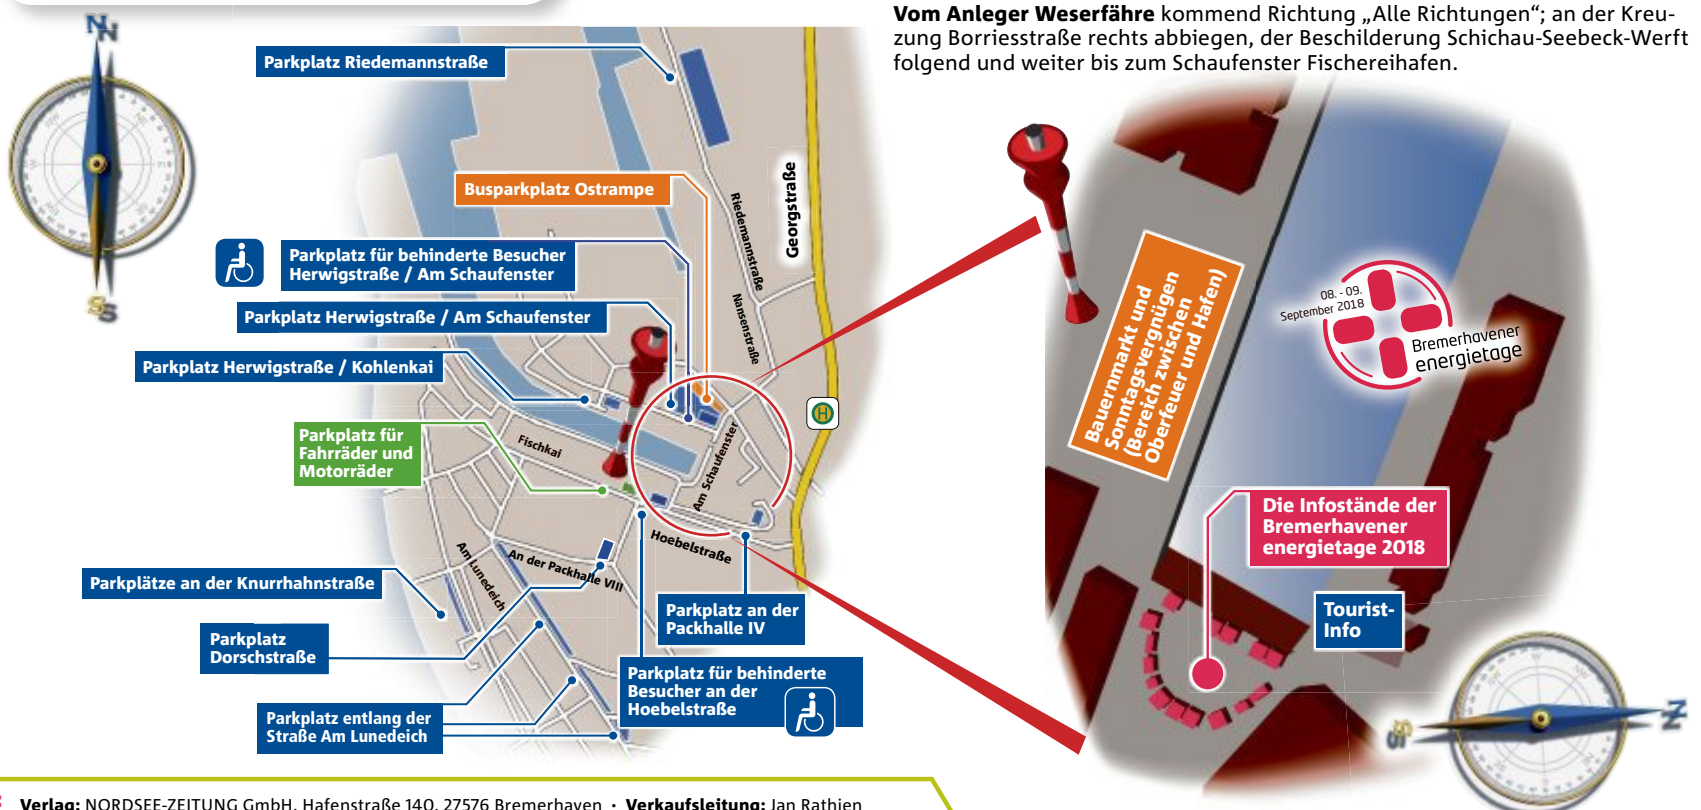 Vom Anleger Weserfähre kommend Richtung „Alle Richtungen“; an der Kreu-
zung Borriesstraße rechts abbiegen, der Beschilderung Schichau-Seebeck-Werft
folgend und weiter bis zum Schaufenster Fischereihafen.
N
N
S
S
Parkplatz Riedemannstraße
Busparkplatz Ostrampe
Parkplatz für behinderte Besucher
Herwigstraße / Am Schaufenster
Parkplatz Herwigstraße / Am Schaufenster
Parkplatz Herwigstraße / Kohlenkai
Parkplatz für
Fahrräder und
Motorräder
Parkplätze an der Knurrhahnstraße
Parkplatz
Dorschstraße
Parkplatz entlang der
Straße Am Lunedeich
Parkplatz für behinderte
Besucher an der
Hoebelstraße
Parkplatz an der
Packhalle IV
Georgstraße
Riedemannstraße
Nansenstraße
Am Schaufenster
Fischkai
Hoebelstraße
An der Packhalle VIII
Am Lunedeich
H
Bauernmarkt und
Sonntagsvergnügen
(Bereich zwischen
Oberfeuer und Hafen)
08. - 09.
September 2018
Bremerhavener
energietage
Die Infostände der
Bremerhavener
energietage 2018
Tourist-
Info
N
S
Verlag: NORDSEE-ZEITUNG GmbH, Hafenstraße 140, 27576 Bremerhaven · Verkaufsleitung: Jan Rathjen